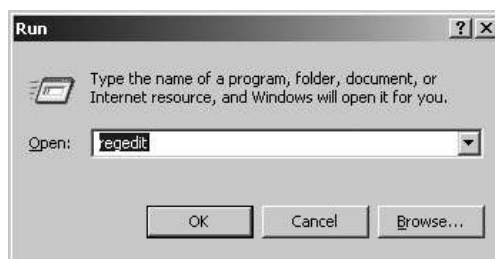 Run
Type the name of a program, folder, document, or
Internet resource, and Windows will open it for you.
Open: regedit
OK Cancel Browse...